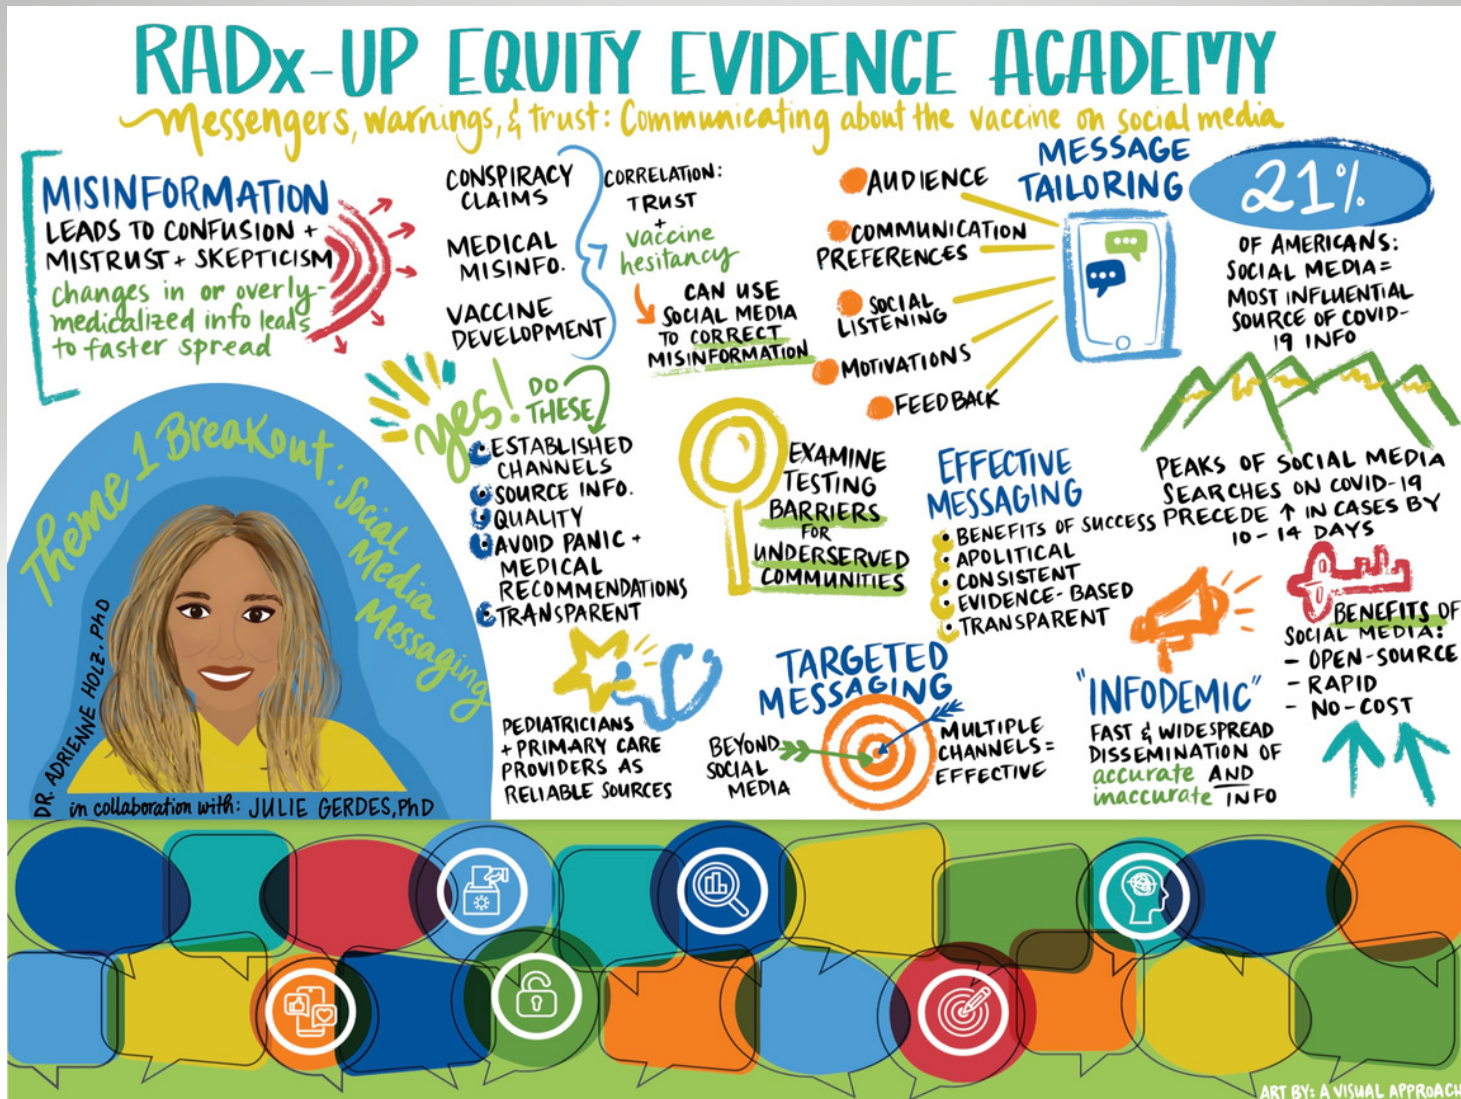 RADx-UP EQUITY EVIDENCE ACADEMY
Messengers, warnings, & trust: Communicating about the vaccine on social media
MISINFORMATION
LEADS TO CONFUSION +
MISTRUST + SKEPTICISM
changes in or overly-
medicalized info leads
to faster spread
CONSPIRACY
CLAIMS
MEDICAL
MISINFO.
VACCINE
DEVELOPMENT
CORRELATION:
TRUST
+
vaccine
hesitancy
CAN USE
SOCIAL MEDIA
TO CORRECT
MISINFORMATION
MESSAGE
TAILORING
AUDIENCE
COMMUNICATION
PREFERENCES
SOCIAL
LISTENING
MOTIVATIONS
FEEDBACK
21%
OF AMERICANS:
SOCIAL MEDIA=
MOST INFLUENTIAL
SOURCE OF COVID-
19 INFO
Theme 1 Breakout: Social
Media
Messaging
DR. ADRIENNE HOLZ, PhD
in collaboration with: JULIE GERDES, PhD
yes! DO
THESE
• ESTABLISHED
CHANNELS
• SOURCE INFO.
• QUALITY
• AVOID PANIC +
MEDICAL
RECOMMENDATIONS
• TRANSPARENT
EXAMINE
TESTING
BARRIERS
FOR
UNDERSERVED
COMMUNITIES
EFFECTIVE
MESSAGING
• BENEFITS OF SUCCESS
• APOLITICAL
• CONSISTENT
• EVIDENCE-BASED
• TRANSPARENT
PEAKS OF SOCIAL MEDIA
SEARCHES ON COVID-19
PRECEDE ↑ IN CASES BY
10-14 DAYS
PEDIATRICIANS
+ PRIMARY CARE
PROVIDERS AS
RELIABLE SOURCES
TARGETED
MESSAGING
BEYOND
SOCIAL
MEDIA
MULTIPLE
CHANNELS=
EFFECTIVE
"INFODEMIC"
FAST & WIDESPREAD
DISSEMINATION OF
accurate AND
inaccurate INFO
BENEFITS OF
SOCIAL MEDIA:
- OPEN-SOURCE
- RAPID
- NO-COST
ART BY: A VISUAL APPROACH